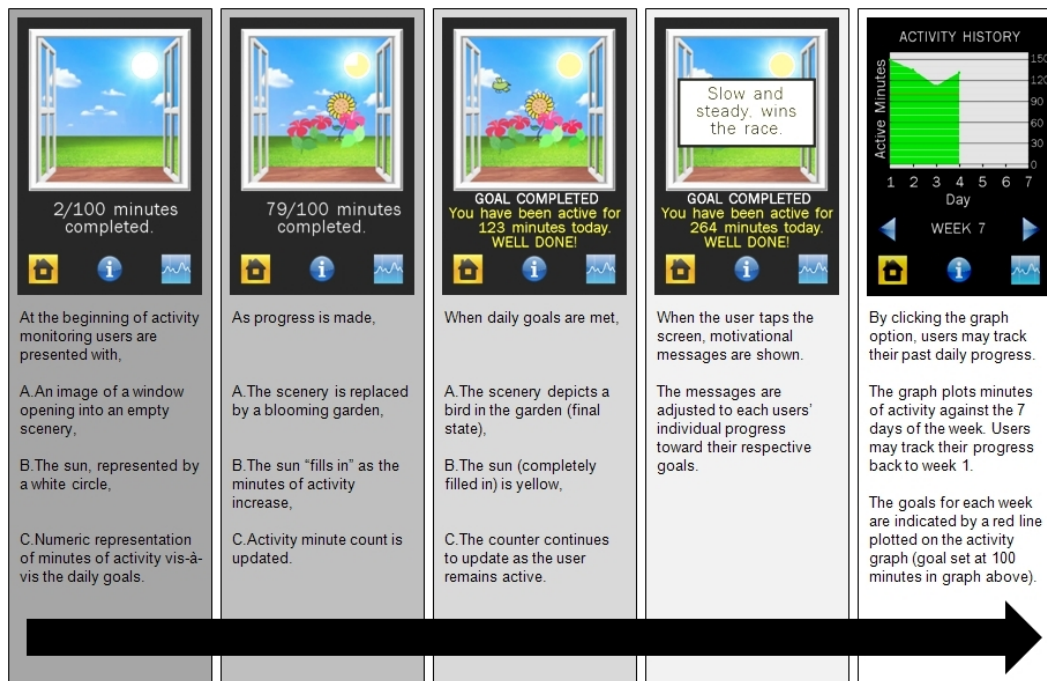 2/100 minutes
completed.
At the beginning of activity
monitoring users are
presented with,
A.An image of a window
opening into an empty
scenery,
B.The sun, represented by
a white circle,
C.Numeric representation
of minutes of activity vis-à-
vis the daily goals.
79/100 minutes
completed.
As progress is made,
A.The scenery is replaced
by a blooming garden,
B.The sun “fills in” as the
minutes of activity
increase,
C.Activity minute count is
updated.
GOAL COMPLETED
You have been active for
123 minutes today.
WELL DONE!
When daily goals are met,
A.The scenery depicts a
bird in the garden (final
state),
B.The sun (completely
filled in) is yellow,
C.The counter continues
to update as the user
remains active.
Slow and
steady, wins
the race.
GOAL COMPLETED
You have been active for
264 minutes today.
WELL DONE!
When the user taps the
screen, motivational
messages are shown.
The messages are
adjusted to each users’
individual progress
toward their respective
goals.
ACTIVITY HISTORY
Active Minutes
150
120
90
60
30
0
1 2 3 4 5 6 7
Day
WEEK 7
By clicking the graph
option, users may track
their past daily progress.
The graph plots minutes
of activity against the 7
days of the week. Users
may track their progress
back to week 1.
The goals for each week
are indicated by a red line
plotted on the activity
graph (goal set at 100
minutes in graph above).